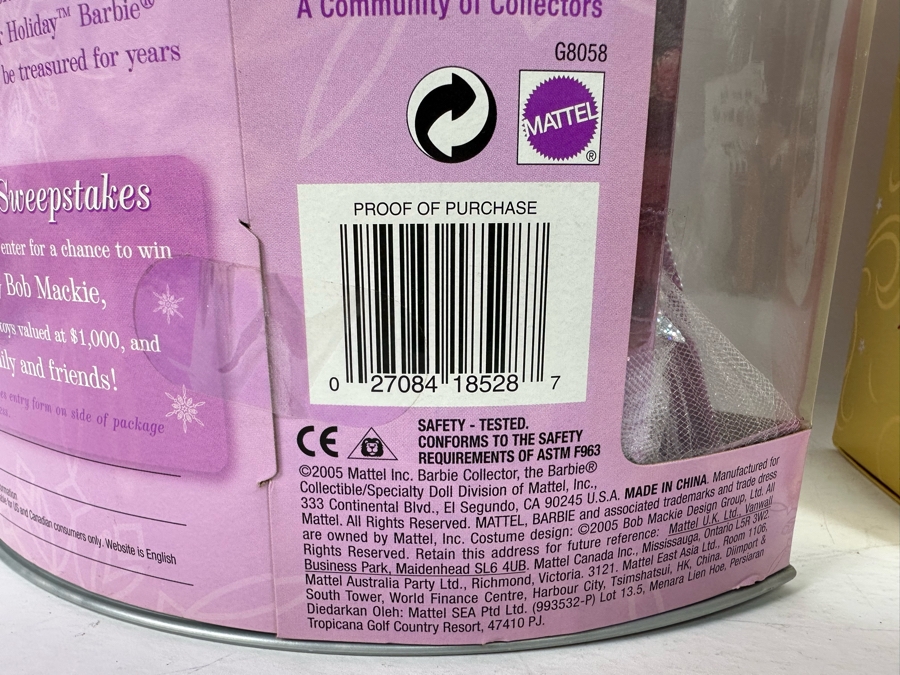 Holiday™ Barbie®
be treasured for years
Sweepstakes
enter for a chance to win
Bob Mackie,
toys valued at $1,000, and
and friends!
entry form on side of package
for US and Canadian consumers only. Website is English
A Community of Collectors
G8058
MATTEL
®
PROOF OF PURCHASE
0 27084 18528 7
CE
SAFETY - TESTED.
CONFORMS TO THE SAFETY
REQUIREMENTS OF ASTM F963
©2005 Mattel Inc. Barbie Collector, the Barbie®
Collectible/Specialty Doll Division of Mattel, Inc.,
333 Continental Blvd., El Segundo, CA 90245 U.S.A. MADE IN CHINA. Manufactured for
Mattel. All Rights Reserved. MATTEL, BARBIE and associated trademarks and trade dress
are owned by Mattel, Inc. Costume design: ©2005 Bob Mackie Design Group, Ltd. All
Rights Reserved. Retain this address for future reference: Mattel U.K. Ltd., Vanwall
Business Park, Maidenhead SL6 4UB. Mattel Canada Inc., Mississauga, Ontario L5R 3W2.
Mattel Australia Party Ltd., Richmond, Victoria. 3121. Mattel East Asia Ltd., Room 1106,
South Tower, World Finance Centre, Harbour City, Tsimshatsui, HK, China. Diimport &
Diedarkan Oleh: Mattel SEA Ptd Ltd. (993532-P) Lot 13.5, Menara Lien Hoe, Persiaran
Tropicana Golf Country Resort, 47410 PJ.